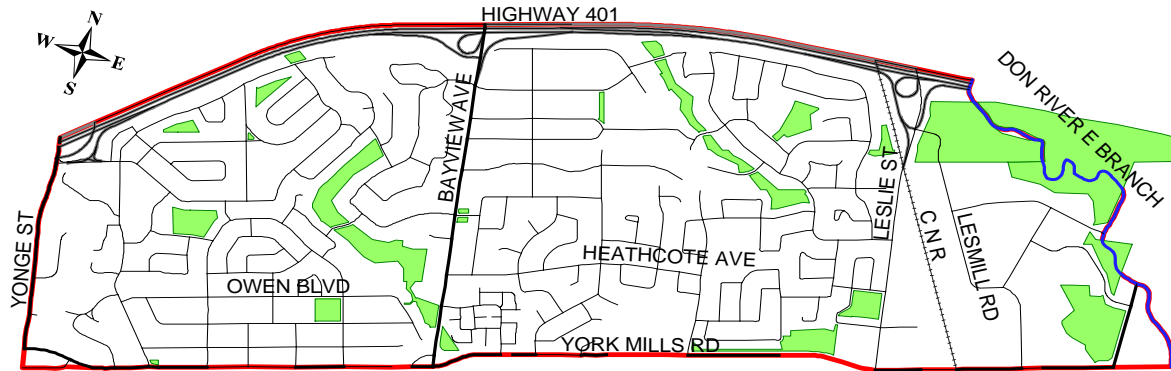 HIGHWAY 401
N
W
E
S
DON RIVER E BRANCH
BAYVIEW AVE
LESLIE ST
YONGE ST
C N R
LESMILL RD
HEATHCOTE AVE
OWEN BLVD
YORK MILLS RD